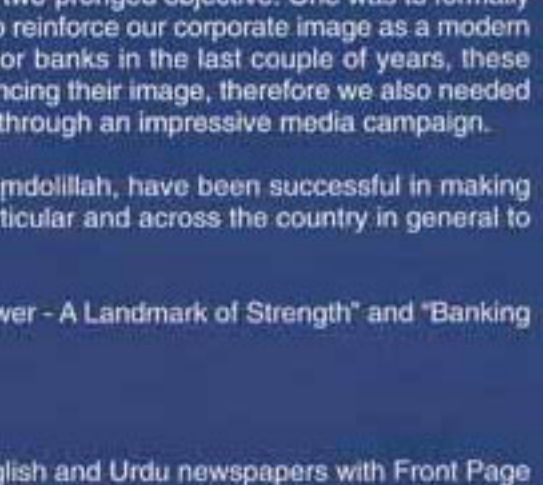 two pronged objective. One was to formally
o reinforce our corporate image as a modern
or banks in the last couple of years, these
ncing their image, therefore we also needed
through an impressive media campaign.
mdolillah, have been successful in making
ticular and across the country in general to
wer - A Landmark of Strength” and “Banking
glish and Urdu newspapers with Front Page